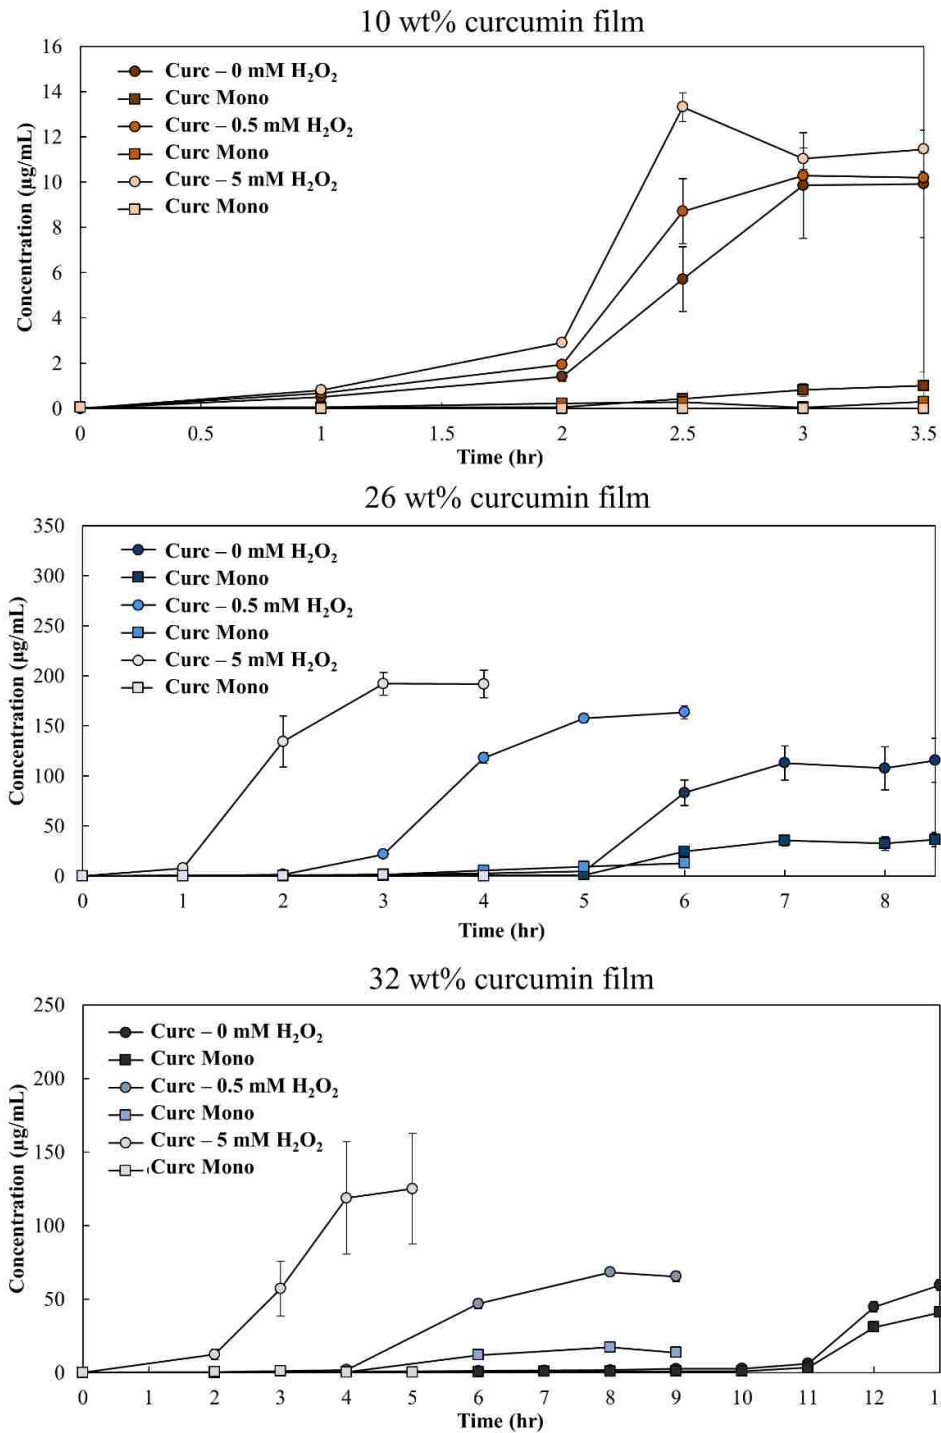 10 wt% curcumin film
16
14
12
10
8
6
4
2
0
Concentration (µg/mL)
Curc – 0 mM H₂O₂
Curc Mono
Curc – 0.5 mM H₂O₂
Curc Mono
Curc – 5 mM H₂O₂
Curc Mono
0 0.5 1 1.5 2 2.5 3 3.5
Time (hr)
26 wt% curcumin film
350
300
250
200
150
100
50
0
Concentration (µg/mL)
Curc – 0 mM H₂O₂
Curc Mono
Curc – 0.5 mM H₂O₂
Curc Mono
Curc – 5 mM H₂O₂
Curc Mono
0 1 2 3 4 5 6 7 8
Time (hr)
32 wt% curcumin film
250
200
150
100
50
0
Concentration (µg/mL)
Curc – 0 mM H₂O₂
Curc Mono
Curc – 0.5 mM H₂O₂
Curc Mono
Curc – 5 mM H₂O₂
Curc Mono
0 1 2 3 4 5 6 7 8 9 10 11 12
Time (hr)